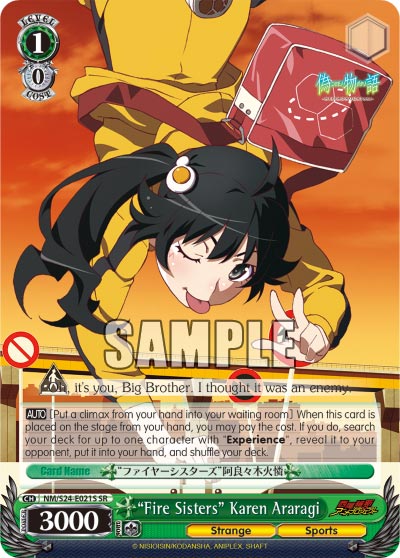 LEVEL
1
0
COST
偽物語
SAMPLE
h, it's you, Big Brother. I thought it was an enemy.
AUTO [Put a climax from your hand into your waiting room] When this card is
placed on the stage from your hand, you may pay the cost. If you do, search
your deck for up to one character with "Experience", reveal it to your
opponent, put it into your hand, and shuffle your deck.
Card Name “ファイヤーシスターズ”阿良々木火憐
CH NM/S24-E021S SR
POWER 3000 “Fire Sisters” Karen Araragi
Strange Sports
© NISIOISIN/KODANSHA, ANIPLEX, SHAFT